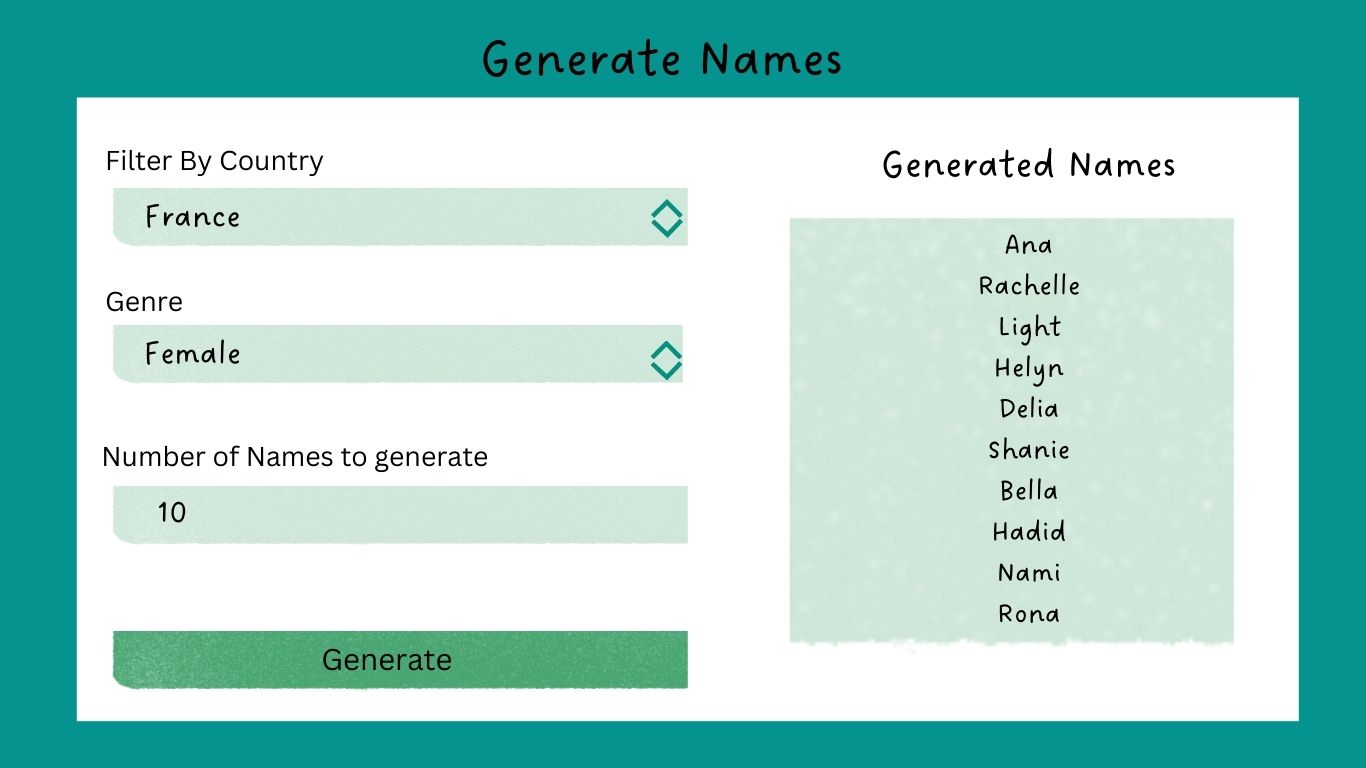 Generate Names
Filter By Country
France
Genre
Female
Number of Names to generate
10
Generate
Generated Names
Ana
Rachelle
Light
Helyn
Delia
Shanie
Bella
Hadid
Nami
Rona